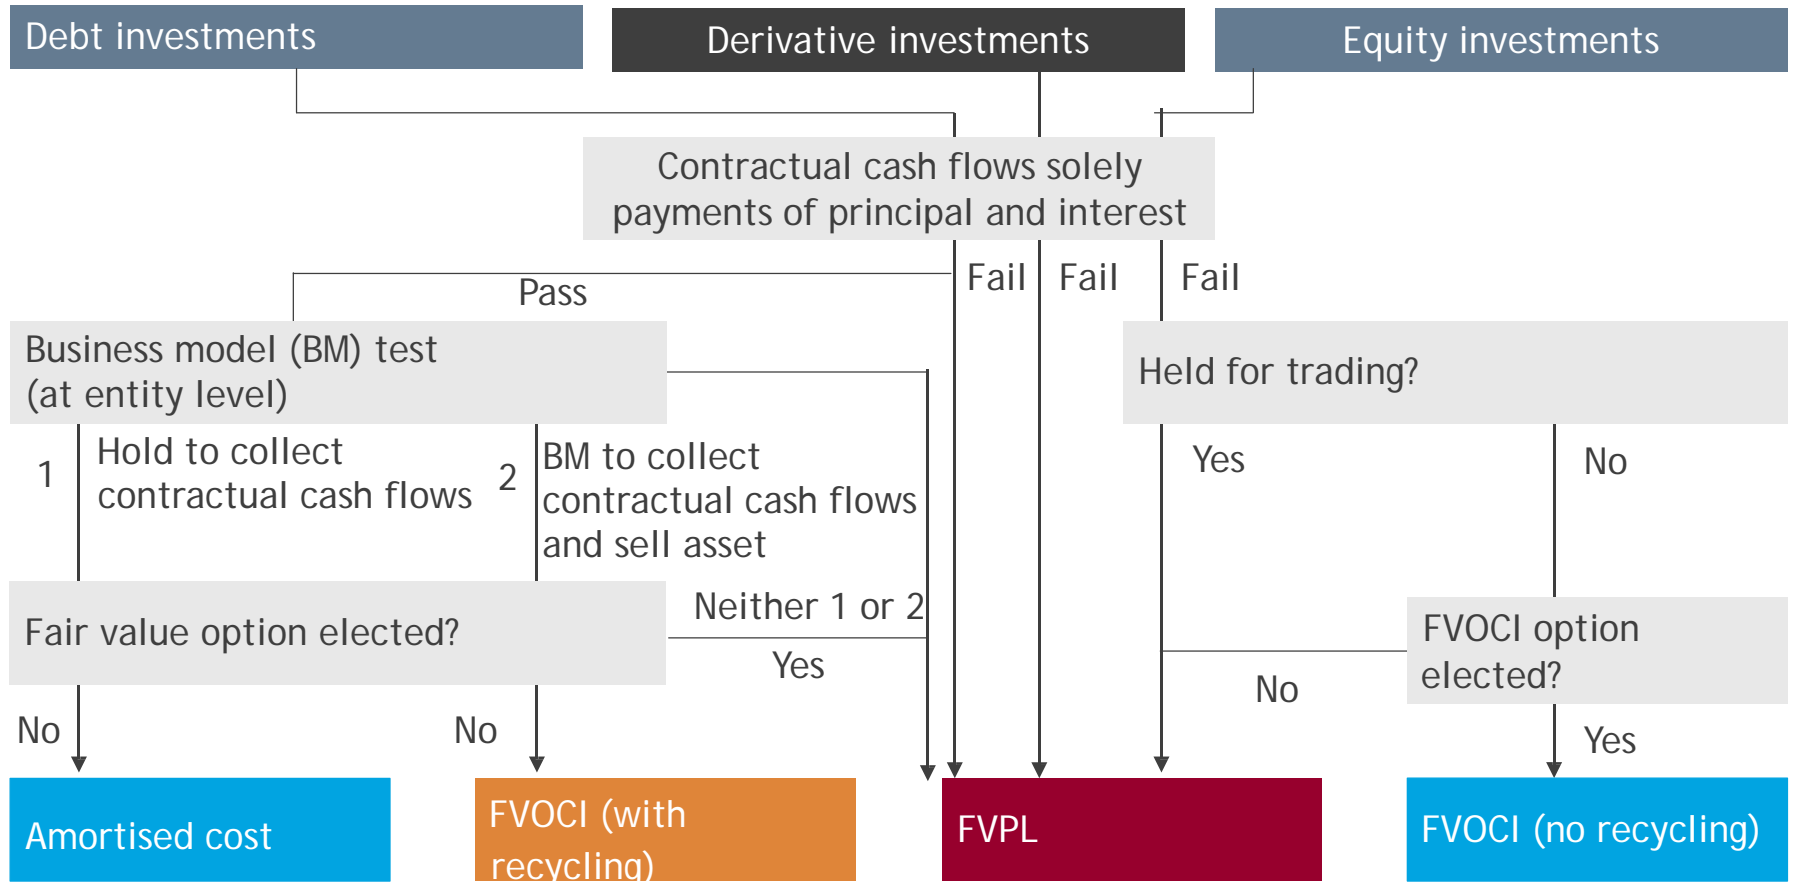 Debt investments
Derivative investments
Equity investments
Contractual cash flows solely
payments of principal and interest
Fail
Fail
Fail
Pass
Business model (BM) test
(at entity level)
Held for trading?
1
Hold to collect
contractual cash flows
2
BM to collect
contractual cash flows
and sell asset
Yes
No
Neither 1 or 2
Yes
Fair value option elected?
FVOCI option
elected?
No
No
No
Yes
Amortised cost
FVOCI (with
recycling)
FVPL
FVOCI (no recycling)